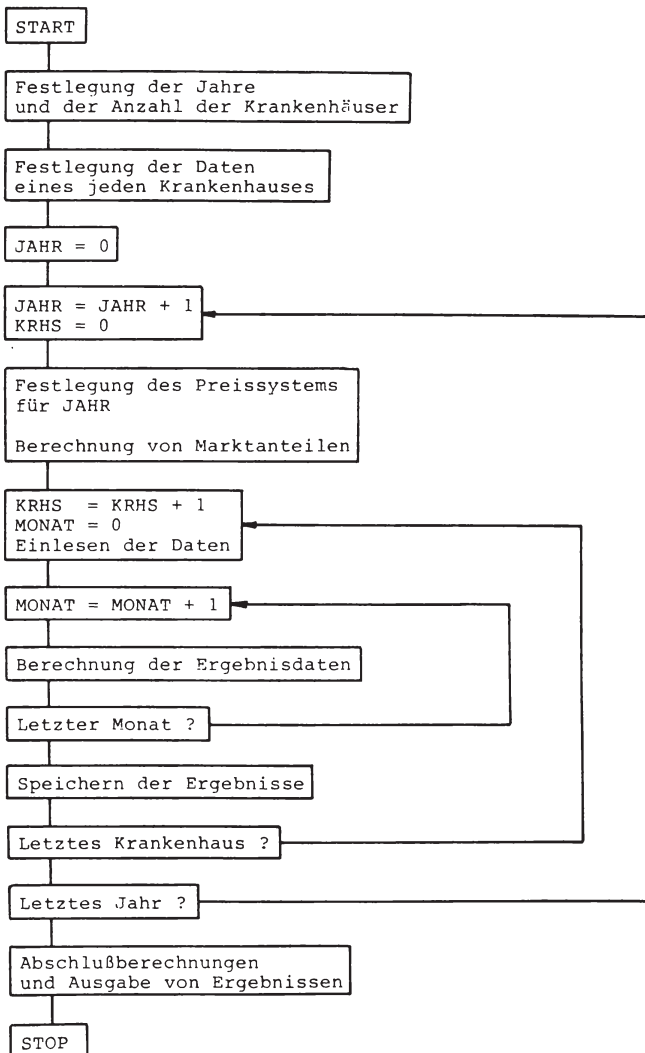 START
Festlegung der Jahre
und der Anzahl der Krankenhäuser
Festlegung der Daten
eines jeden Krankenhauses
JAHR = 0
JAHR = JAHR + 1
KRHS = 0
Festlegung des Preissystems
für JAHR
Berechnung von Marktanteilen
KRHS = KRHS + 1
MONAT = 0
Einlesen der Daten
MONAT = MONAT + 1
Berechnung der Ergebnisdaten
Letzter Monat ?
Speichern der Ergebnisse
Letztes Krankenhaus ?
Letztes Jahr ?
Abschlußberechnungen
und Ausgabe von Ergebnissen
STOP